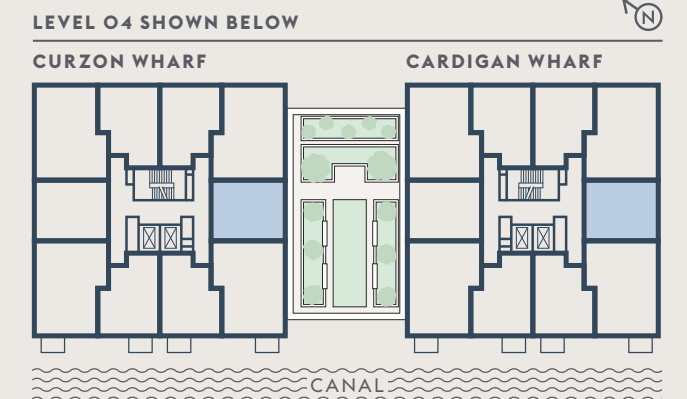 LEVEL 04 SHOWN BELOW
N
CURZON WHARF
CARDIGAN WHARF
CANAL